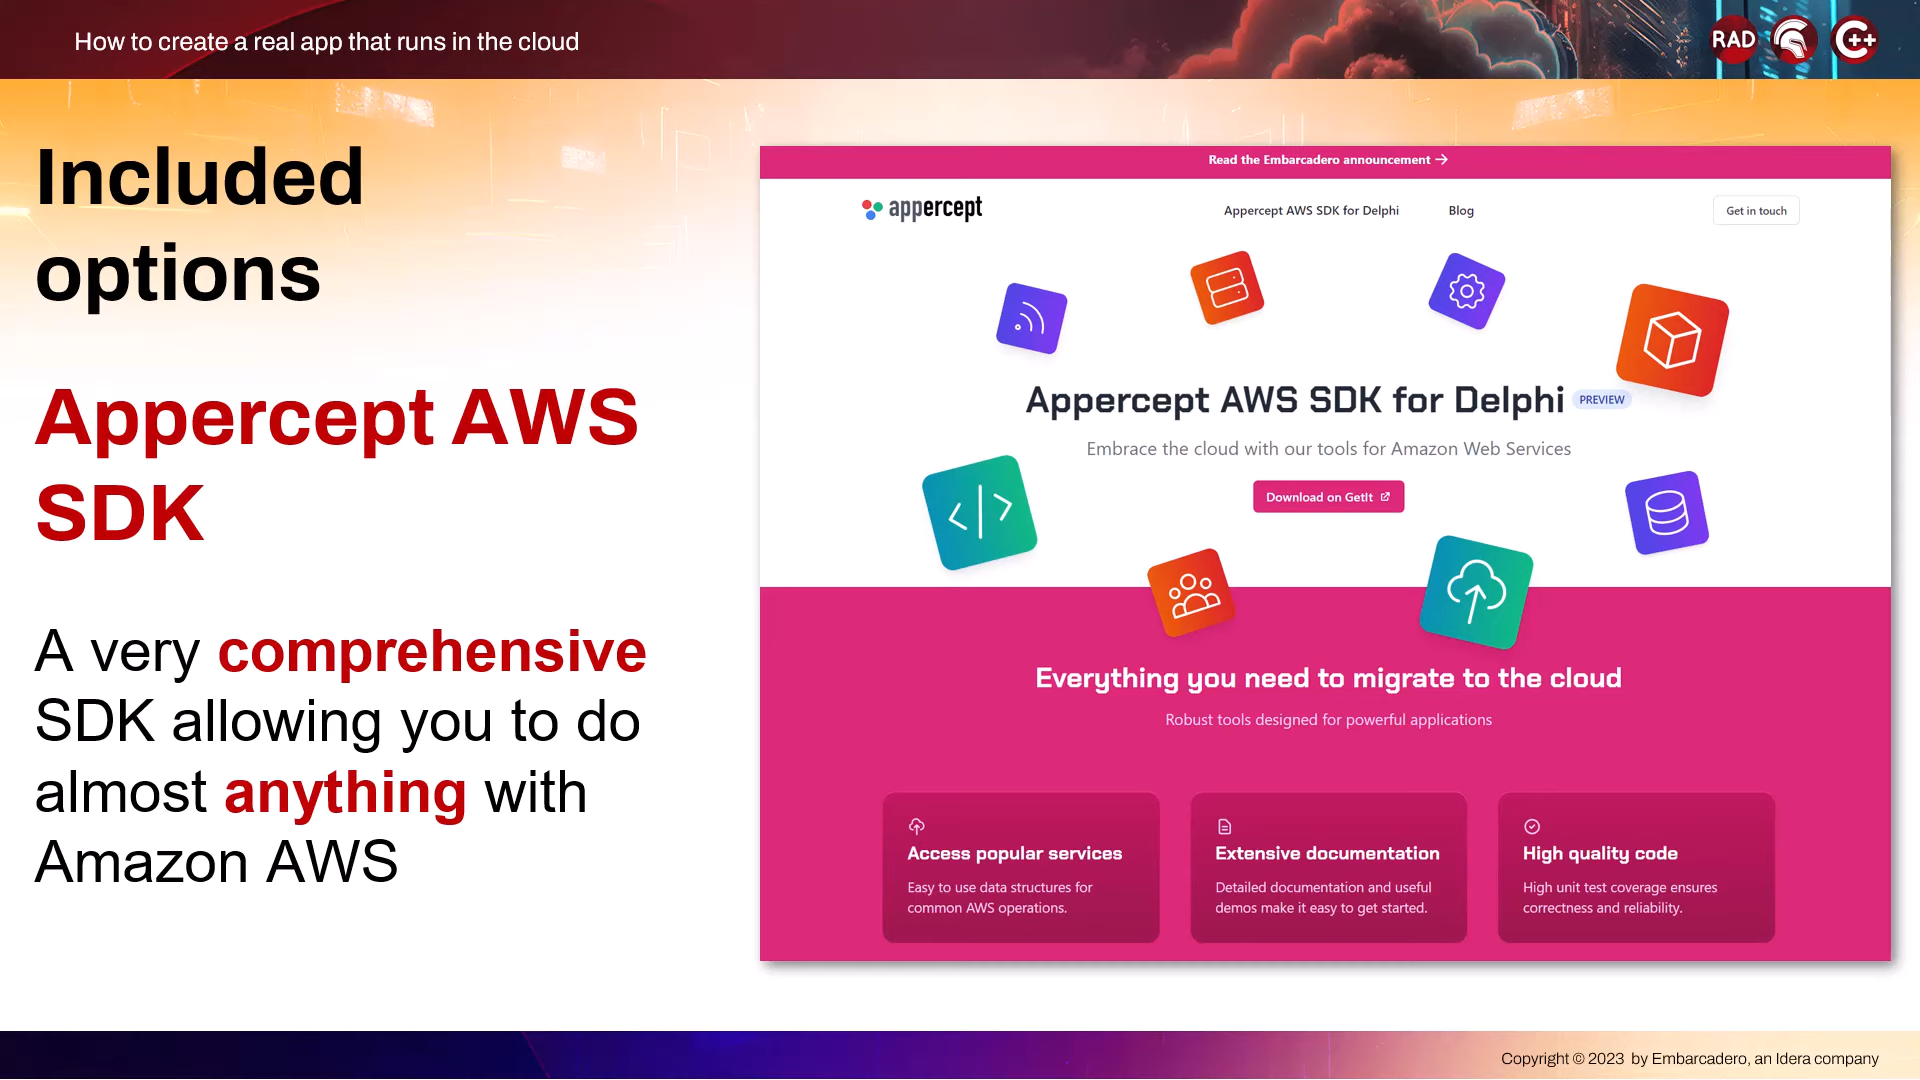 How to create a real app that runs in the cloud
RAD
C++
Included
options
Appercept AWS
SDK
A very comprehensive
SDK allowing you to do
almost anything with
Amazon AWS
Read the Embarcadero announcement →
appercept
Appercept AWS SDK for Delphi
Blog
Get in touch
Appercept AWS SDK for Delphi PREVIEW
Embrace the cloud with our tools for Amazon Web Services
Download on GetIt
Everything you need to migrate to the cloud
Robust tools designed for powerful applications
Access popular services
Easy to use data structures for
common AWS operations.
Extensive documentation
Detailed documentation and useful
demos make it easy to get started.
High quality code
High unit test coverage ensures
correctness and reliability.
Copyright © 2023 by Embarcadero, an Idera company